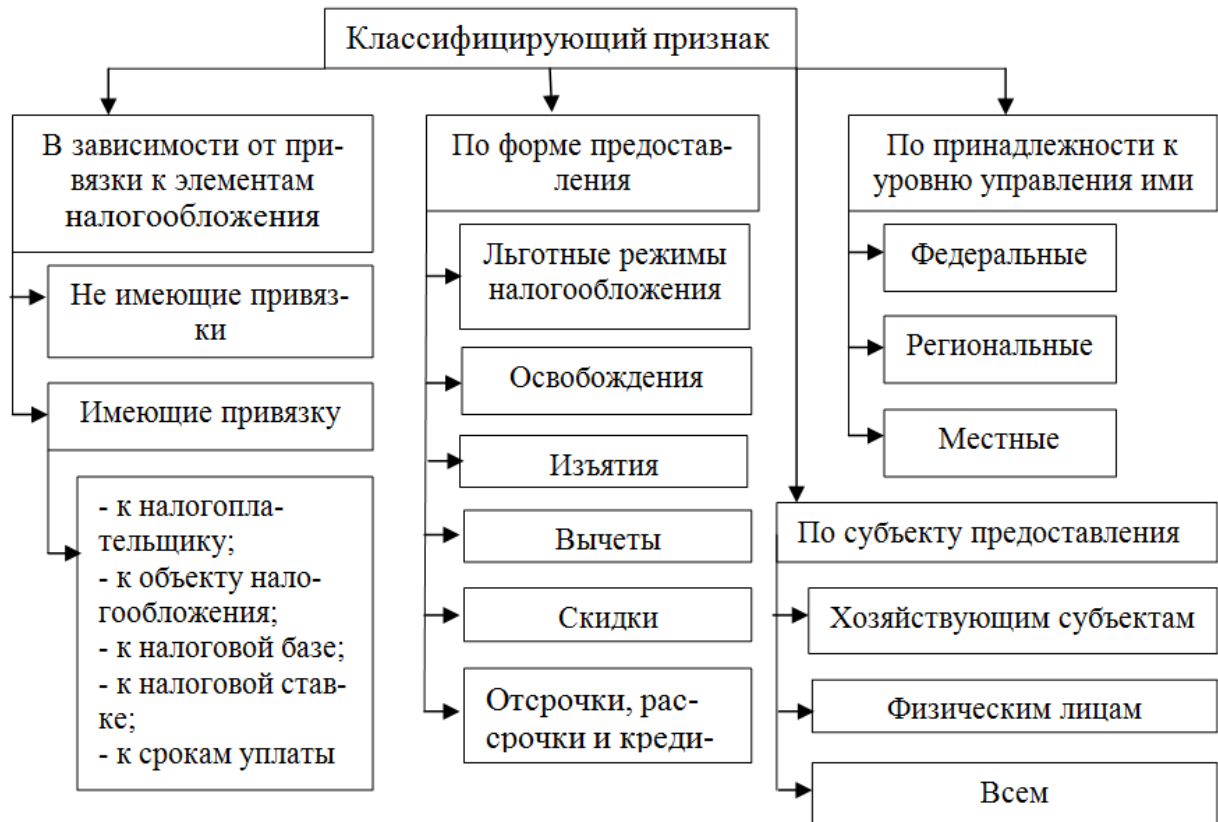 Классифицирующий признак
В зависимости от при-
вязки к элементам
налогообложения
Не имеющие привяз-
ки
Имеющие привязку
- к налогопла-
тельщику;
- к объекту нало-
гообложения;
- к налоговой базе;
- к налоговой став-
ке;
- к срокам уплаты
По форме предостав-
ления
Льготные режимы
налогообложения
Освобождения
Изъятия
Вычеты
Скидки
Отсрочки, рас-
срочки и креди-
По принадлежности к
уровню управления ими
Федеральные
Региональные
Местные
По субъекту предоставления
Хозяйствующим субъектам
Физическим лицам
Всем